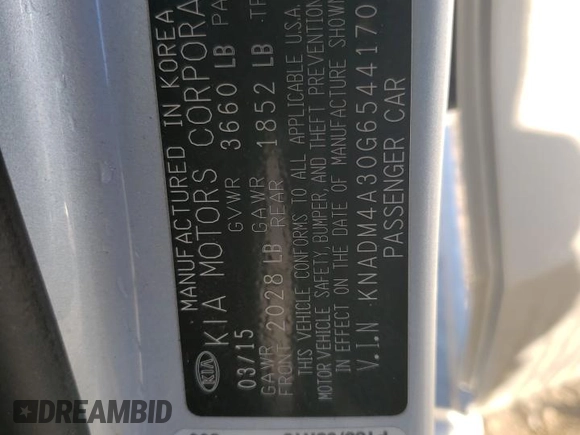 MANUFACTURED IN KOREA
KIA KIA MOTORS CORPORA
03/15 GVWR 3660 LB
GAWR FRONT 2028 LB GAWR REAR 1852 LB
THIS VEHICLE CONFORMS TO ALL APPLICABLE U.S.A.
MOTOR VEHICLE SAFETY, BUMPER, AND THEFT PREVENTION
IN EFFECT ON THE DATE OF MANUFACTURE SHOWN
V.I.N KNADM4A30G6544170
PASSENGER CAR
DREAMBID